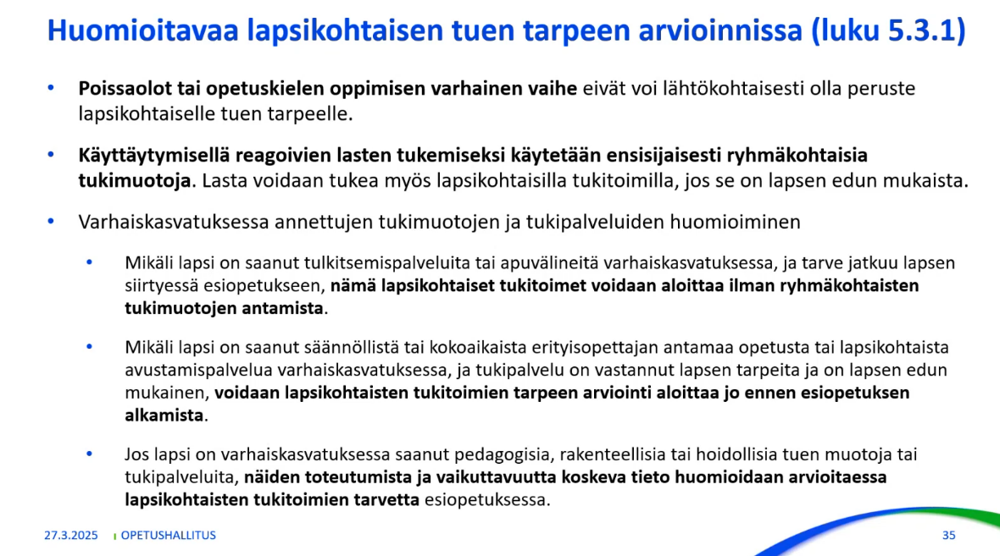 Huomioitavaa lapsikohtaisen tuen tarpeen arvioinnissa (luku 5.3.1)
• Poissaolot tai opetuskielen oppimisen varhainen vaihe eivät voi lähtökohtaisesti olla peruste
lapsikohtaiselle tuen tarpeelle.
• Käyttäytymisellä reagoivien lasten tukemiseksi käytetään ensisijaisesti ryhmäkohtaisia
tukimuotoja. Lasta voidaan tukea myös lapsikohtaisilla tukitoimilla, jos se on lapsen edun mukaista.
• Varhaiskasvatuksessa annettujen tukimuotojen ja tukipalveluiden huomioiminen
• Mikäli lapsi on saanut tulkitsemispalveluita tai apuvälineitä varhaiskasvatuksessa, ja tarve jatkuu lapsen
siirtyessä esiopetukseen, nämä lapsikohtaiset tukitoimet voidaan aloittaa ilman ryhmäkohtaisten
tukimuotojen antamista.
• Mikäli lapsi on saanut säännöllistä tai kokoaikaista erityisopettajan antamaa opetusta tai lapsikohtaista
avustamispalvelua varhaiskasvatuksessa, ja tukipalvelu on vastannut lapsen tarpeita ja on lapsen edun
mukainen, voidaan lapsikohtaisten tukitoimien tarpeen arviointi aloittaa jo ennen esiopetuksen
alkamista.
• Jos lapsi on varhaiskasvatuksessa saanut pedagogisia, rakenteellisia tai hoidollisia tuen muotoja tai
tukipalveluita, näiden toteutumista ja vaikuttavuutta koskeva tieto huomioidaan arvioitaessa
lapsikohtaisten tukitoimien tarvetta esiopetuksessa.
27.3.2025 | OPETUSHALLITUS 35